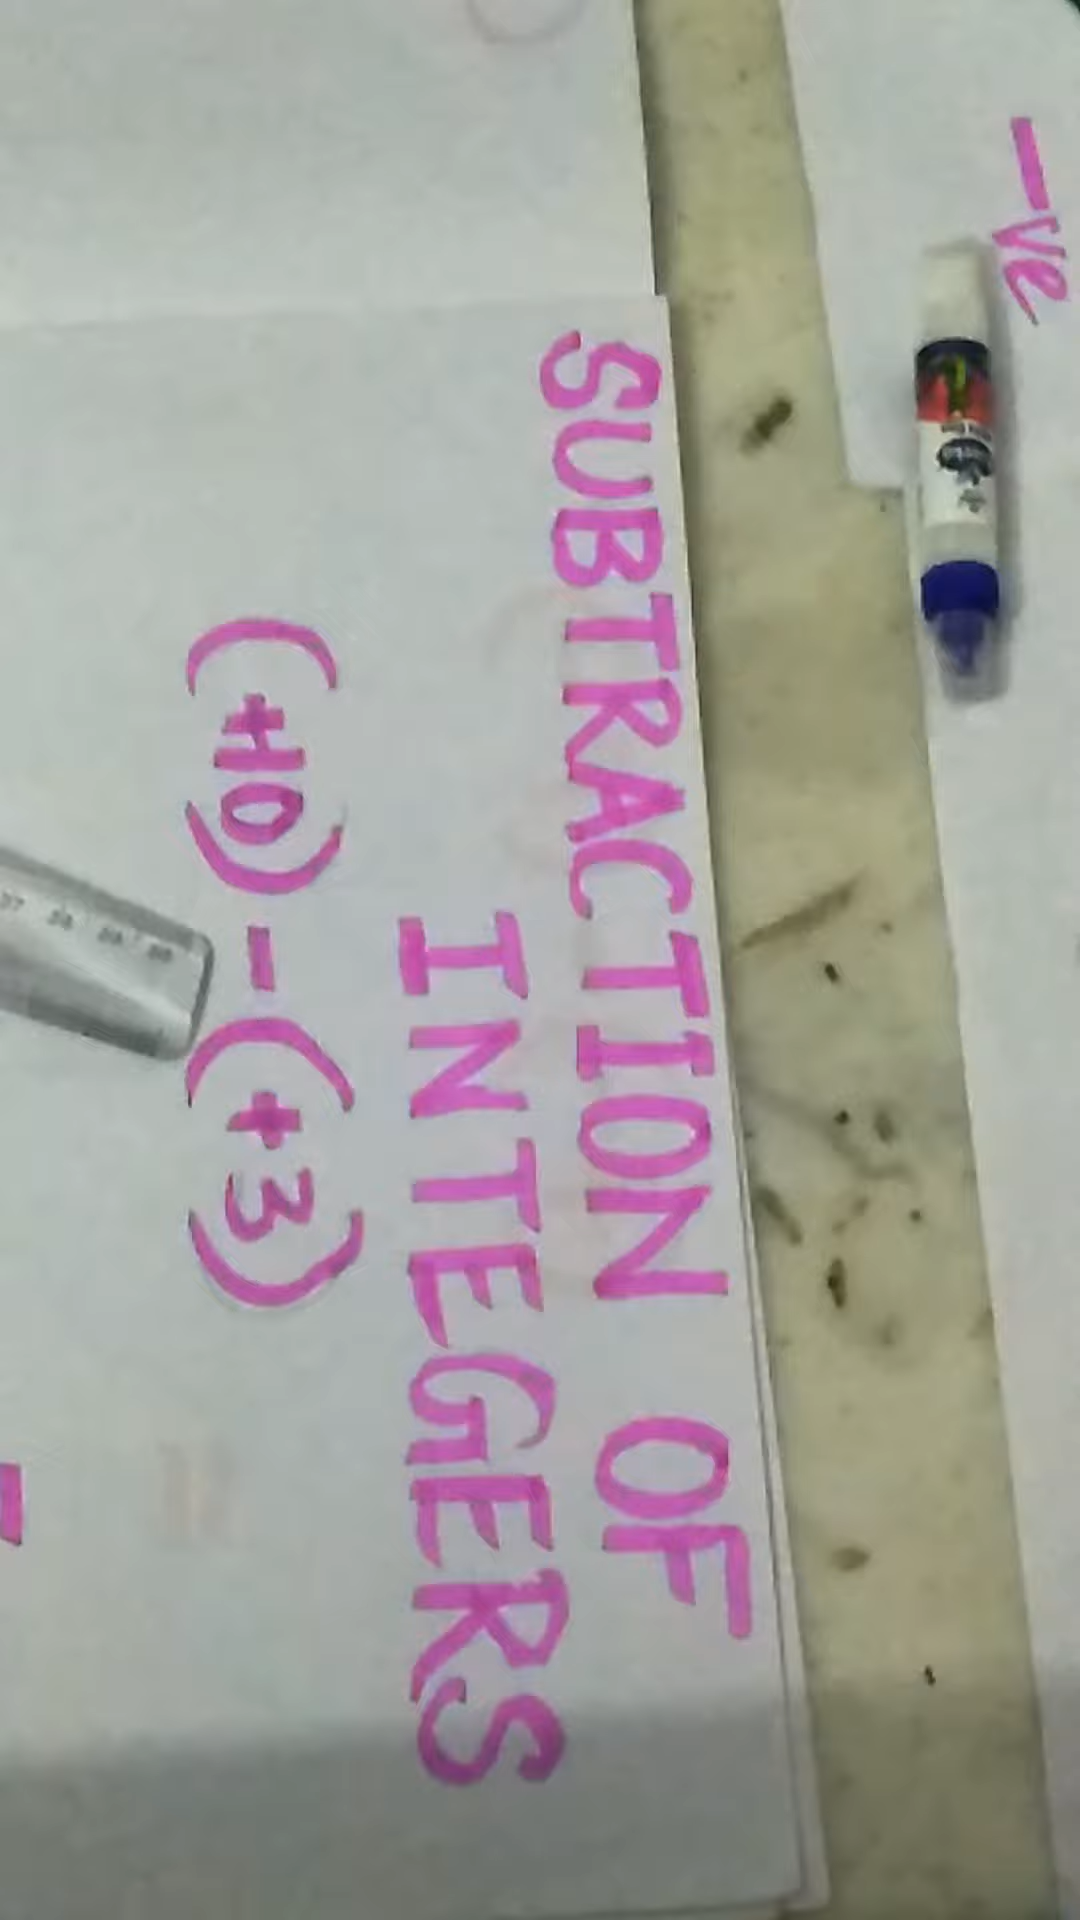 SUBTRACTION OF
INTEGERS
(+10) - (+3)
-ve